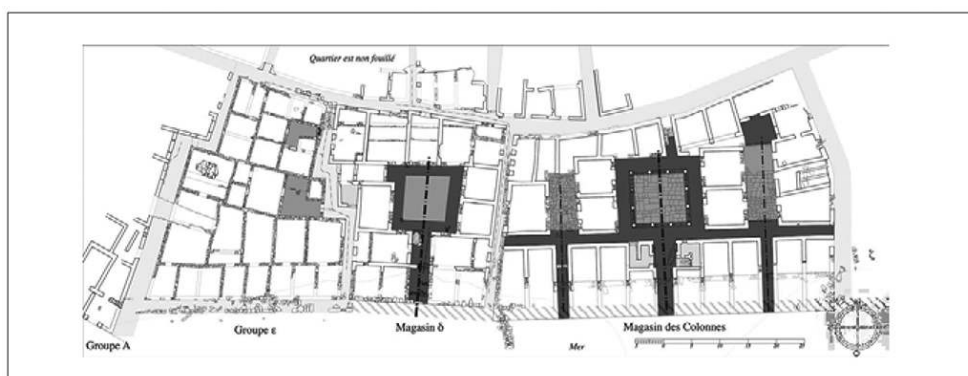 Quartier est non fouillé
Groupe A
Groupe ε
Magasin δ
Mer
Magasin des Colonnes